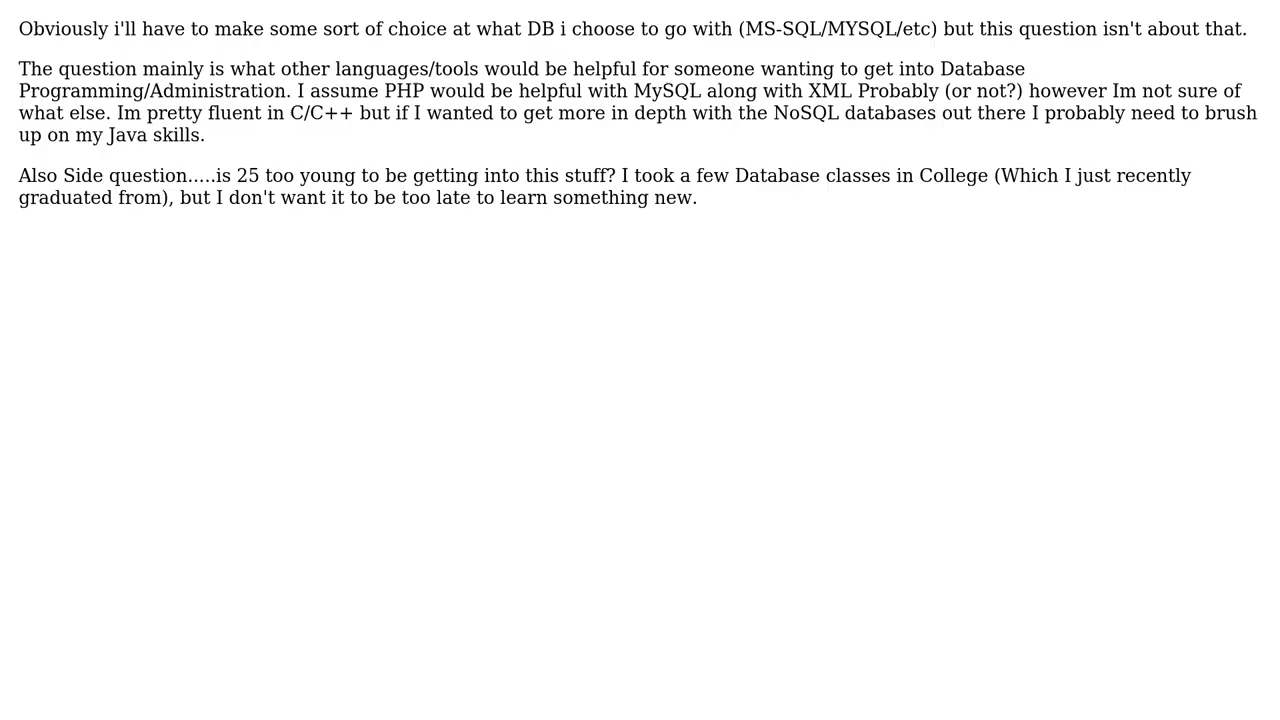 Obviously i'll have to make some sort of choice at what DB i choose to go with (MS-SQL/MYSQL/etc) but this question isn't about that.
The question mainly is what other languages/tools would be helpful for someone wanting to get into Database
Programming/Administration. I assume PHP would be helpful with MySQL along with XML Probably (or not?) however Im not sure of
what else. Im pretty fluent in C/C++ but if I wanted to get more in depth with the NoSQL databases out there I probably need to brush
up on my Java skills.
Also Side question.....is 25 too young to be getting into this stuff? I took a few Database classes in College (Which I just recently
graduated from), but I don't want it to be too late to learn something new.